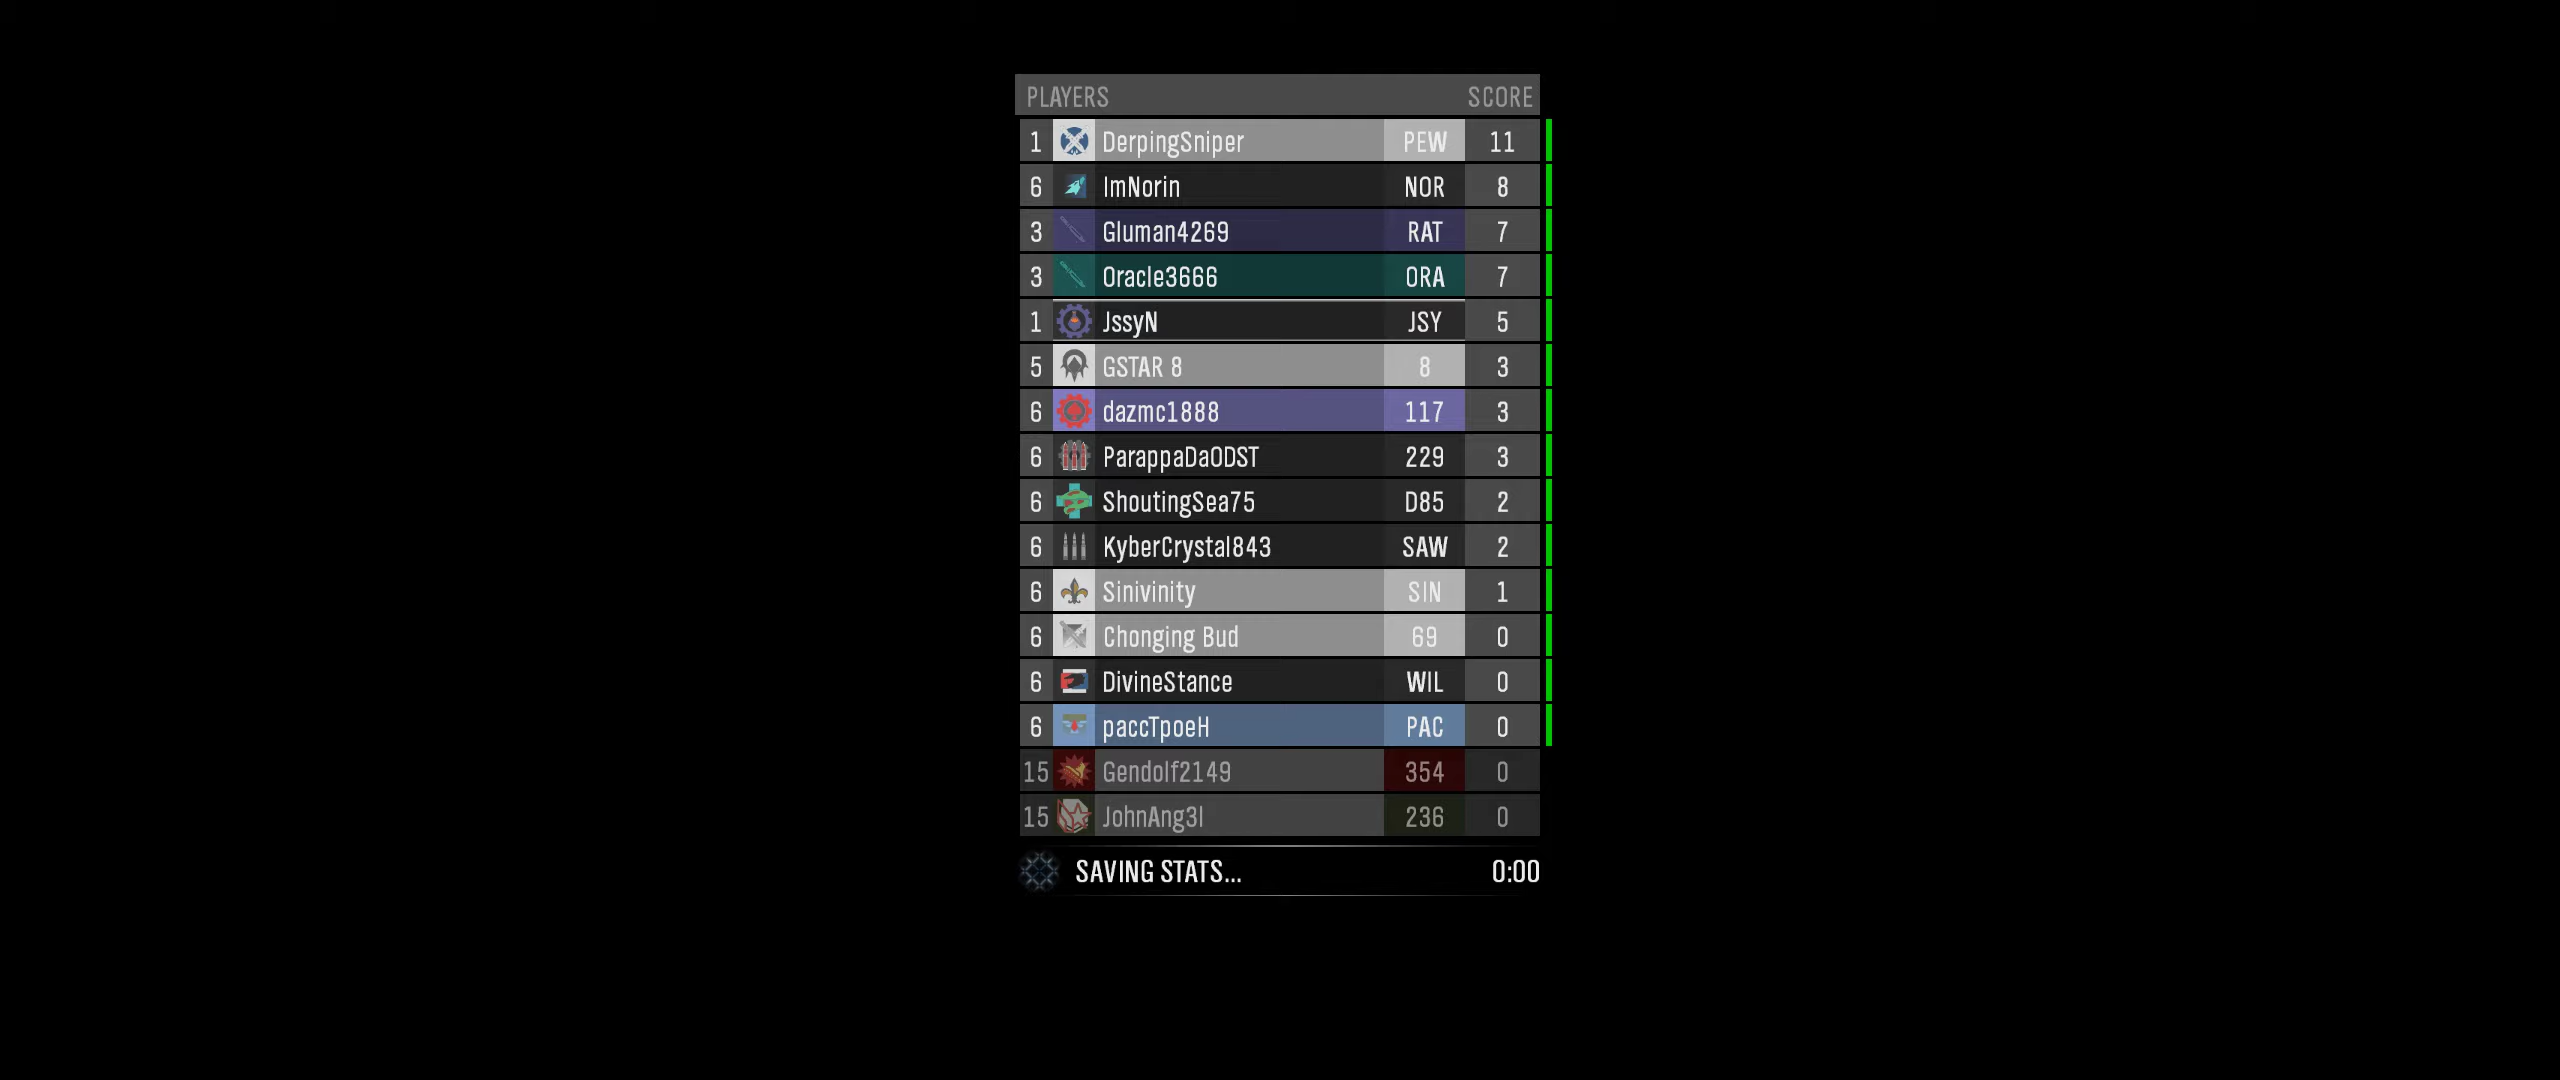 PLAYERS SCORE
1 DerpingSniper PEW 11
6 ImNorin NOR 8
3 Gluman4269 RAT 7
3 Oracle3666 ORA 7
1 JssyN JSY 5
5 GSTAR 8 8 3
6 dazmc1888 117 3
6 ParappaDaODST 229 3
6 ShoutingSea75 D85 2
6 KyberCrystal843 SAW 2
6 Sinivinity SIN 1
6 Chonging Bud 69 0
6 DivineStance WIL 0
6 paccTpoeH PAC 0
15 Gendolf2149 354 0
15 JohnAng3l 236 0
SAVING STATS... 0:00